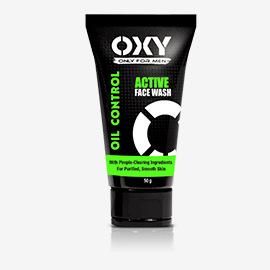 OXY
ONLY FOR MEN
OIL CONTROL
ACTIVE
FACE WASH
With Pimple-Clearing Ingredients
For Purified, Smooth Skin
50 g